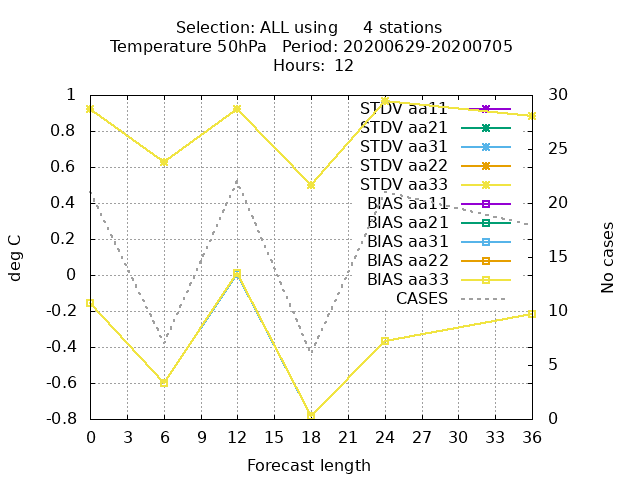 Selection: ALL using     4 stations
Temperature 50hPa   Period: 20200629-20200705
Hours: 12
1
0.8
0.6
0.4
0.2
0
-0.2
-0.4
-0.6
-0.8
deg C
30
25
20
15
10
5
0
No cases
STDV aa11
STDV aa21
STDV aa31
STDV aa22
STDV aa33
BIAS aa11
BIAS aa21
BIAS aa31
BIAS aa22
BIAS aa33
CASES
0 3 6 9 12 15 18 21 24 27 30 33 36
Forecast length